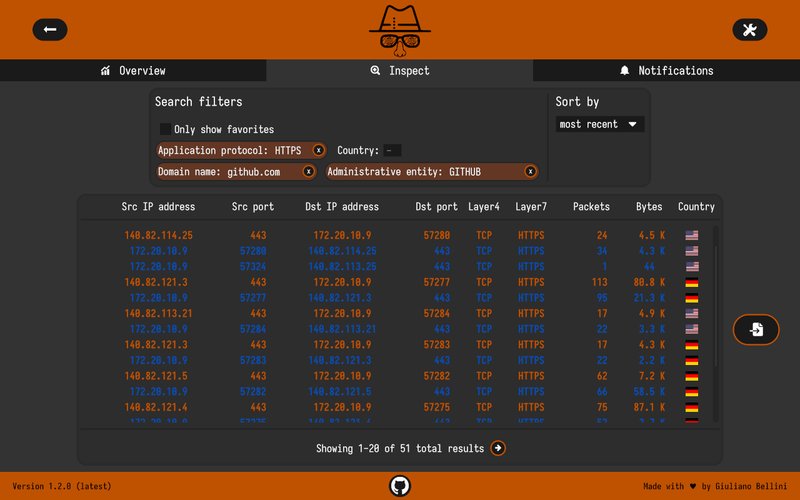 Overview Inspect Notifications
Search filters Sort by
Only show favorites most recent
Application protocol: HTTPS x Country: –
Domain name: github.com x Administrative entity: GITHUB x
Src IP address Src port Dst IP address Dst port Layer4 Layer7 Packets Bytes Country
140.82.114.25 443 172.20.10.9 57280 TCP HTTPS 24 4.5 K
172.20.10.9 57280 140.82.114.25 443 TCP HTTPS 34 4.3 K
172.20.10.9 57324 140.82.113.25 443 TCP HTTPS 1 44
140.82.121.3 443 172.20.10.9 57277 TCP HTTPS 113 80.8 K
172.20.10.9 57277 140.82.121.3 443 TCP HTTPS 95 21.3 K
140.82.113.21 443 172.20.10.9 57284 TCP HTTPS 17 4.9 K
172.20.10.9 57284 140.82.113.21 443 TCP HTTPS 22 3.3 K
140.82.121.3 443 172.20.10.9 57283 TCP HTTPS 17 4.3 K
172.20.10.9 57283 140.82.121.3 443 TCP HTTPS 22 2.2 K
140.82.121.5 443 172.20.10.9 57282 TCP HTTPS 62 7.2 K
172.20.10.9 57282 140.82.121.5 443 TCP HTTPS 66 58.5 K
140.82.121.4 443 172.20.10.9 57275 TCP HTTPS 75 87.1 K
Showing 1-20 of 51 total results
Version 1.2.0 (latest) Made with ♥ by Giuliano Bellini